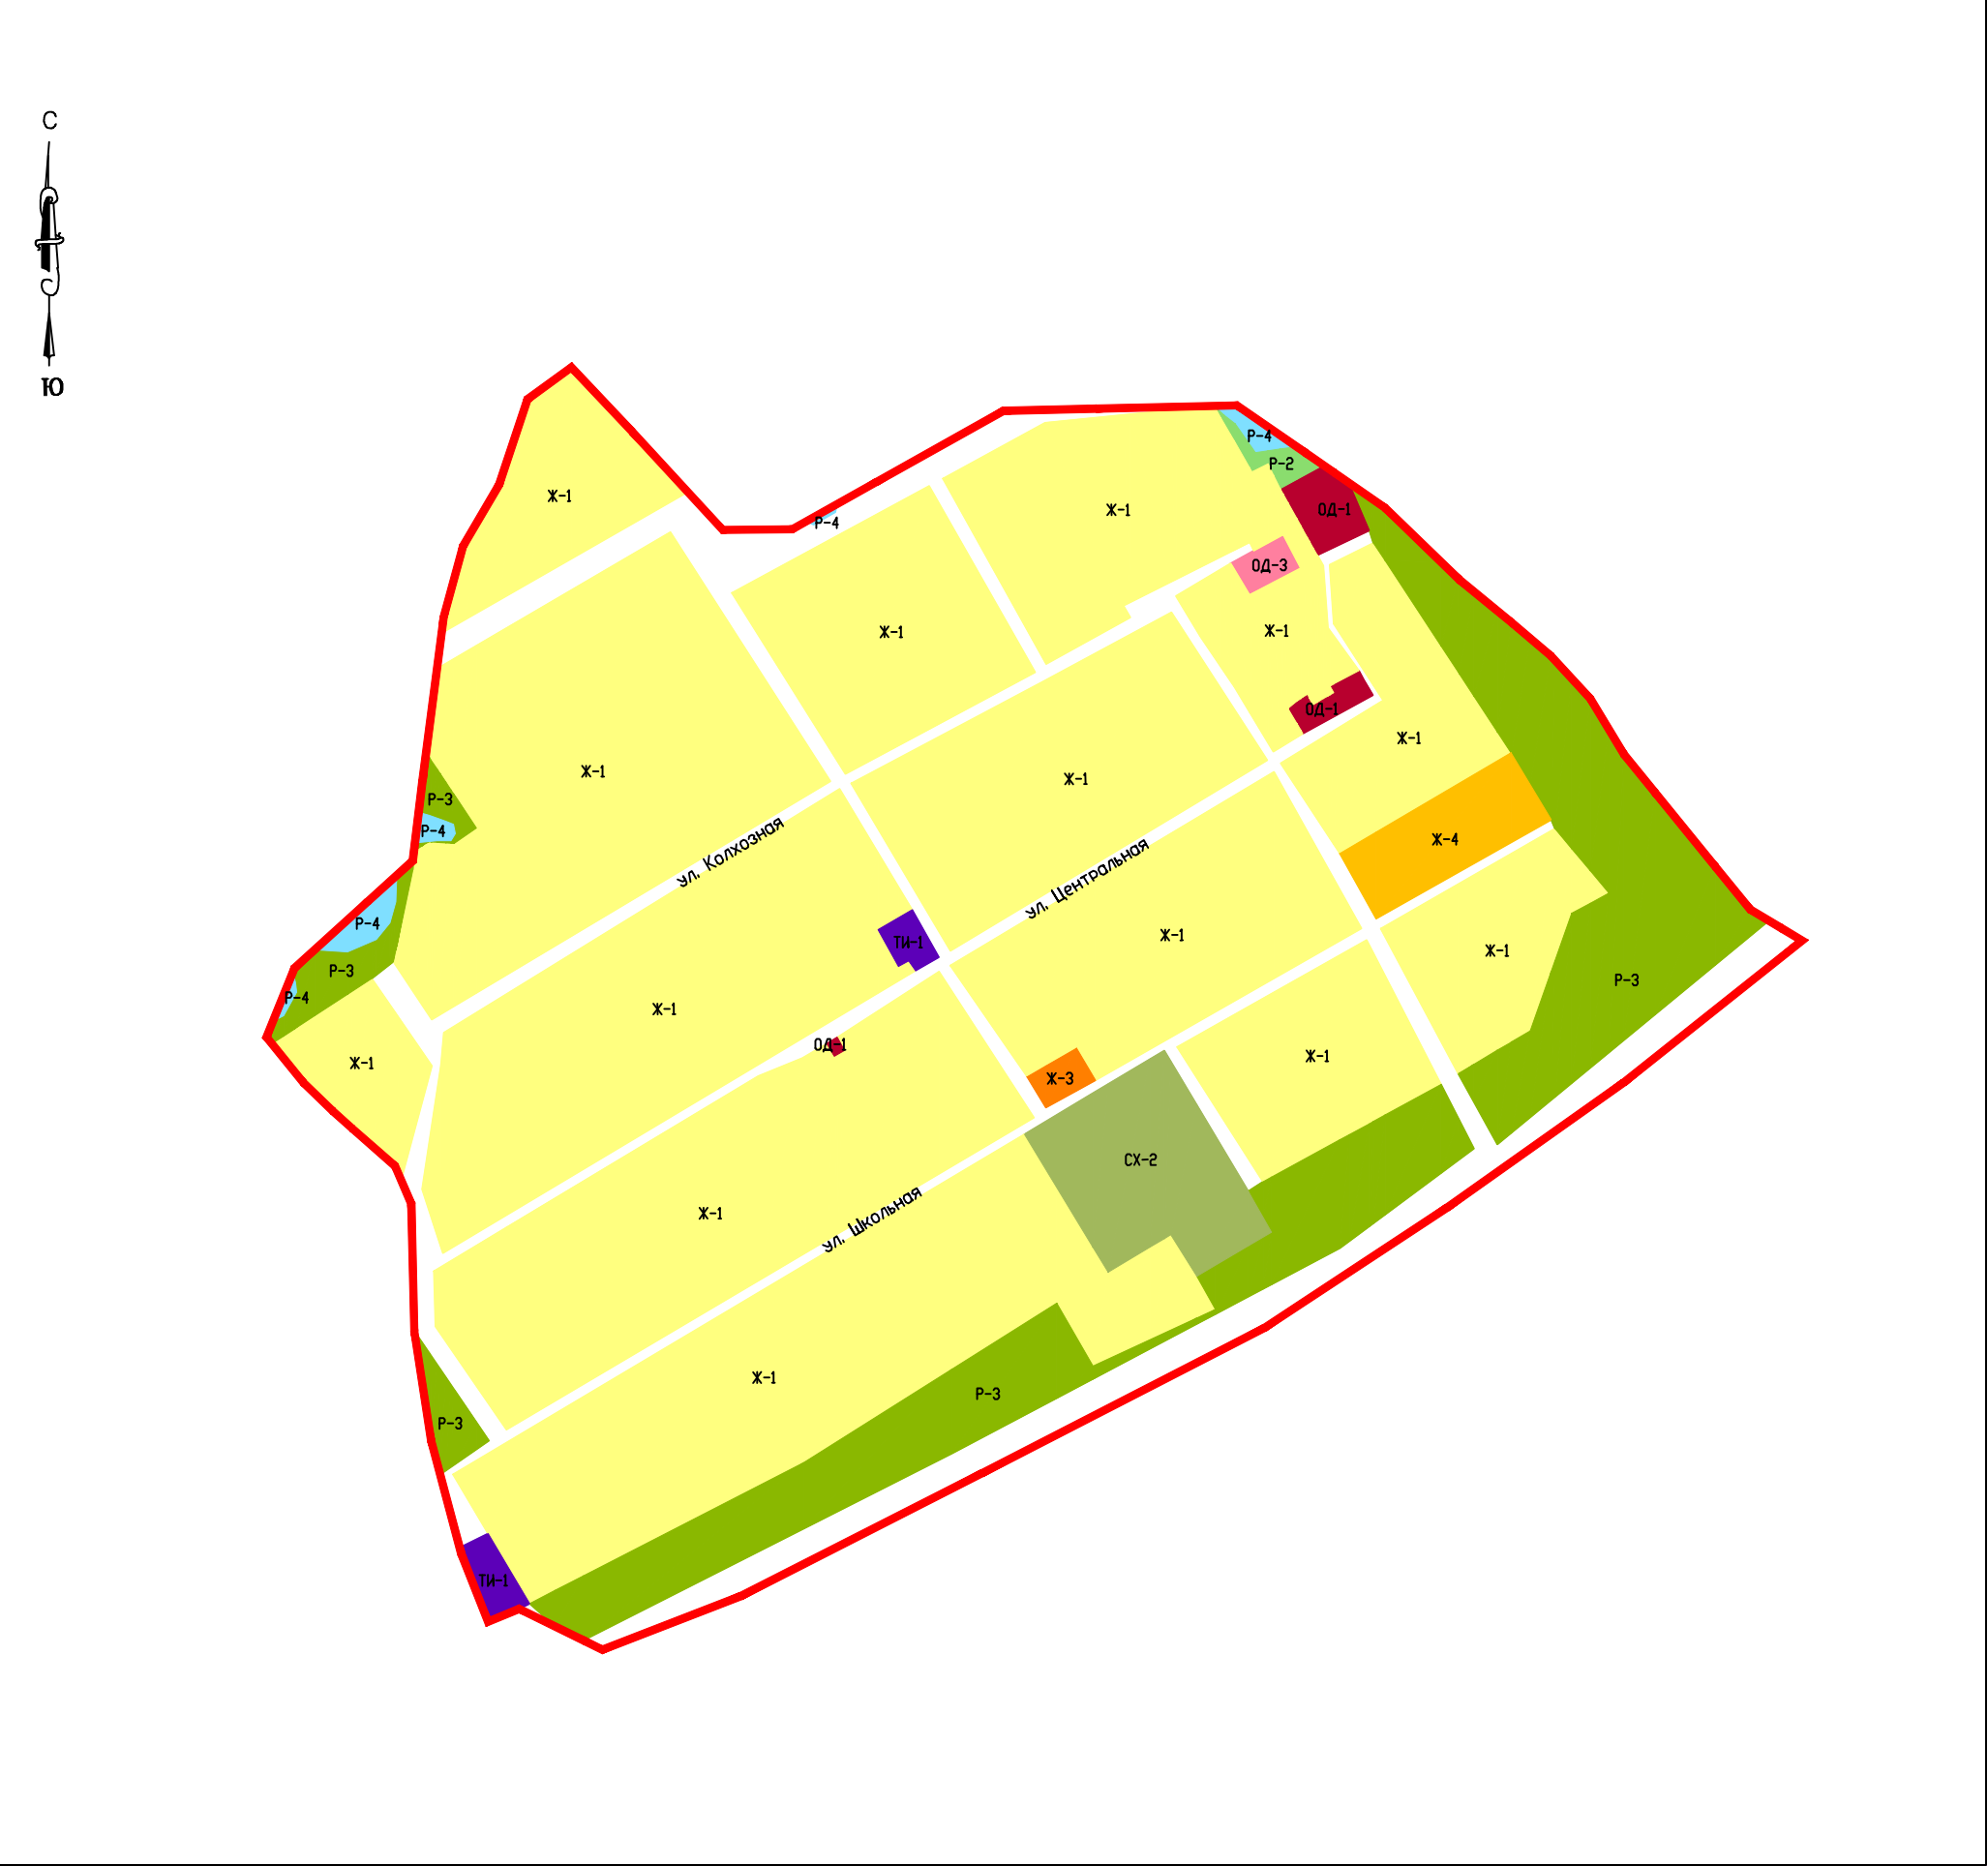 С
Ю
Р-4
Р-2
Ж-1
Ж-1
ОД-1
Р-4
ОД-3
Ж-1
Ж-1
ОД-1
Ж-1
Ж-1
Ж-1
Р-3
Р-4
Ж-4
ул. Колхозная
ул. Центральная
Р-4
Ж-1
ТИ-1
Ж-1
Р-3
Р-3
Р-4
Ж-1
ОД-1
Ж-1
Ж-1
Ж-3
СХ-2
Ж-1
ул. Школьная
Ж-1
Р-3
Р-3
ТИ-1